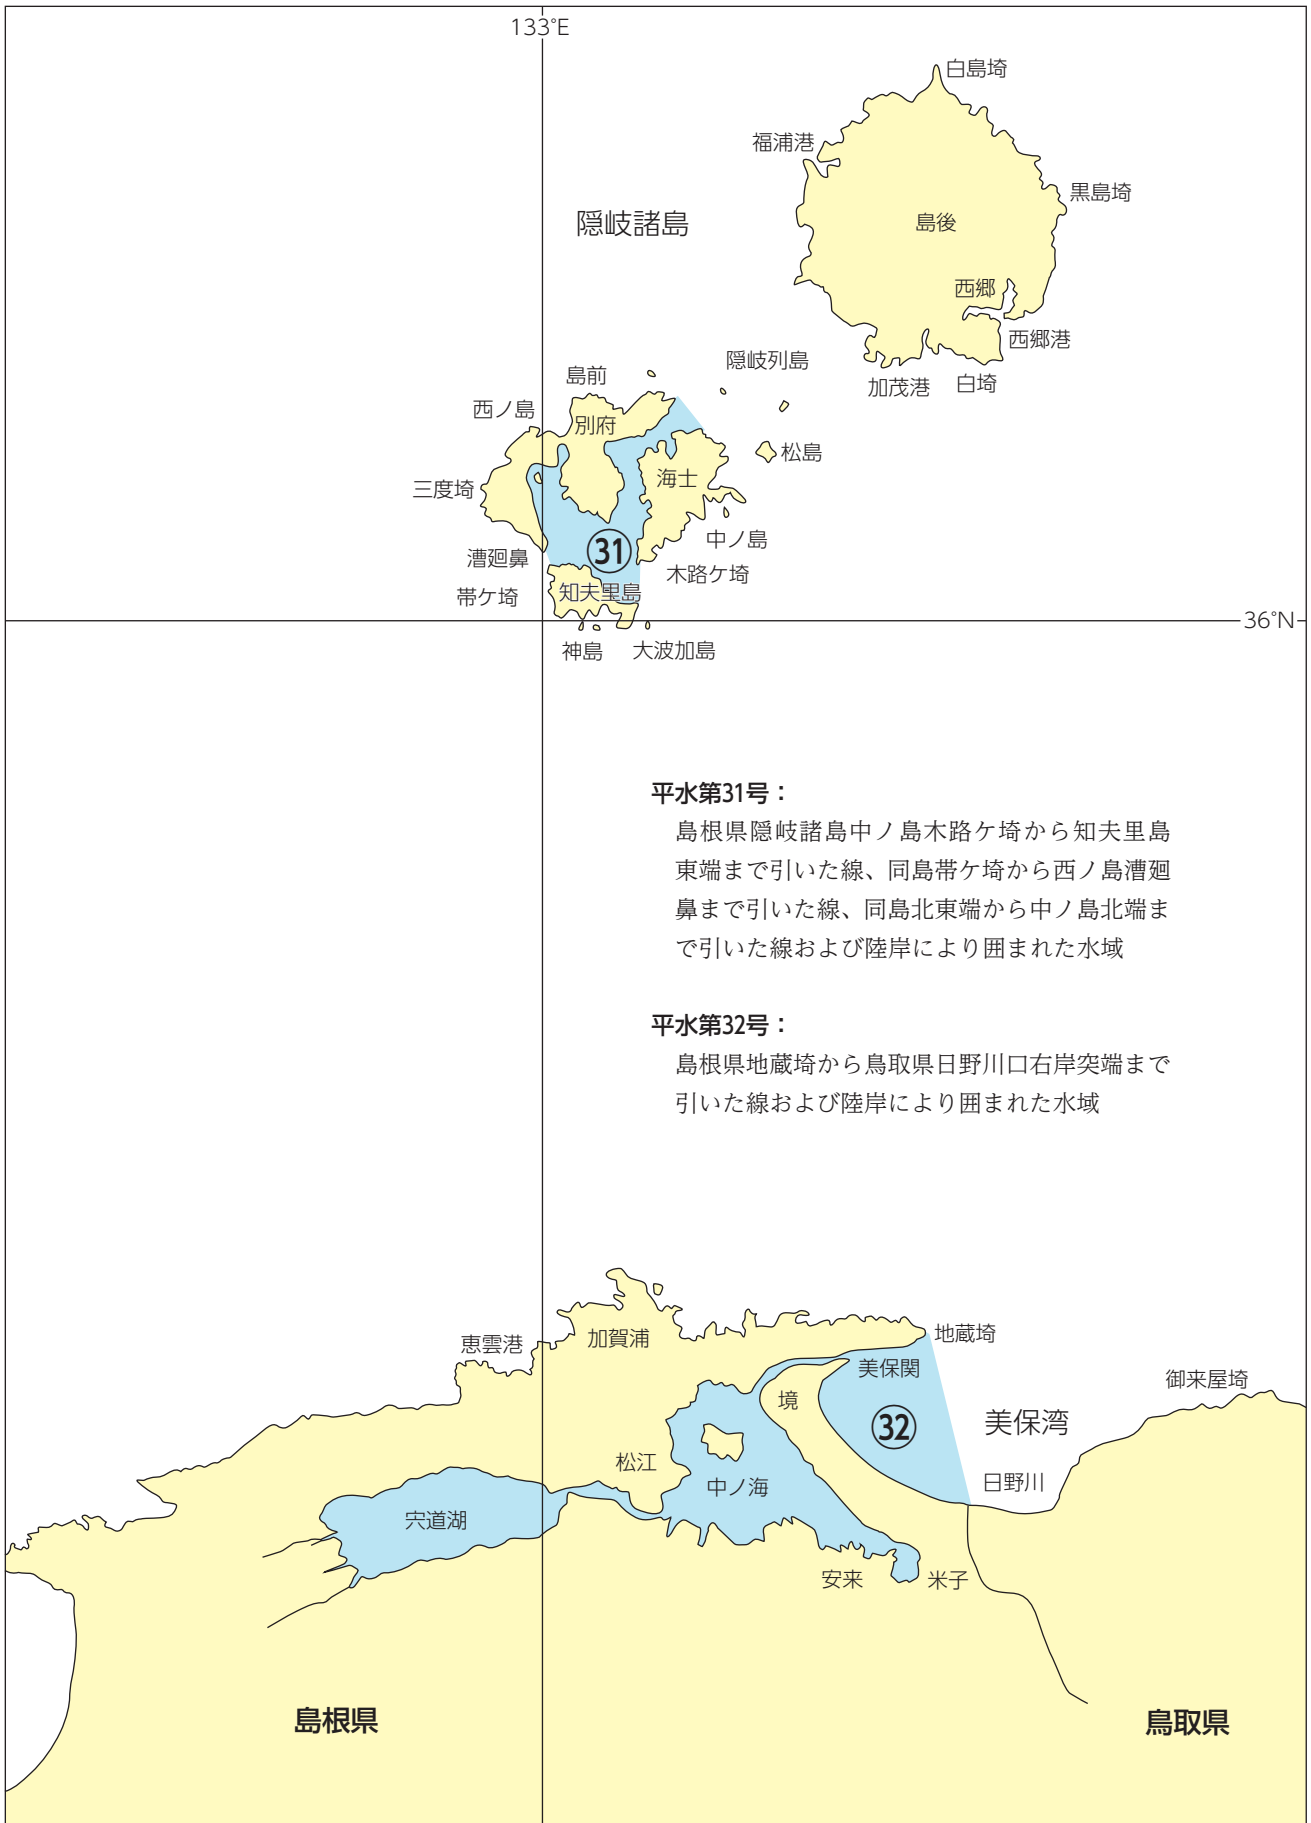 133°E
白島埼
福浦港
黒島埼
隠岐諸島
島後
西郷
西郷港
隠岐列島
加茂港
白埼
島前
西ノ島
別府
松島
三度埼
海士
中ノ島
漕廻鼻
31
木路ケ埼
帯ケ埼
知夫里島
36°N
神島
大波加島
平水第31号：
島根県隠岐諸島中ノ島木路ケ埼から知夫里島
東端まで引いた線、同島帯ケ埼から西ノ島漕廻
鼻まで引いた線、同島北東端から中ノ島北端ま
で引いた線および陸岸により囲まれた水域
平水第32号：
島根県地蔵埼から鳥取県日野川口右岸突端まで
引いた線および陸岸により囲まれた水域
恵雲港
加賀浦
地蔵埼
美保関
御来屋埼
境
32
美保湾
松江
中ノ海
日野川
宍道湖
安来
米子
島根県
鳥取県